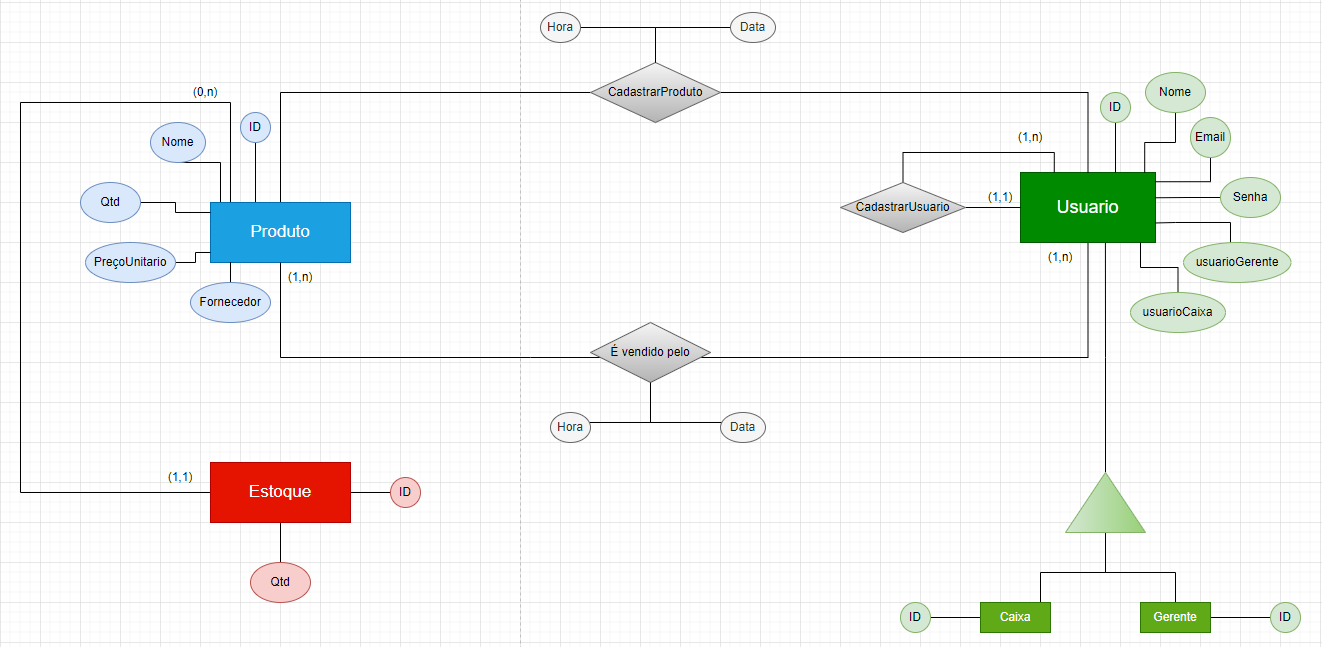 Hora
Data
CadastrarProduto
(0,n)
Nome
ID
Qtd
Produto
PreçoUnitario
Fornecedor
(1,n)
ID
Nome
Email
(1,n)
CadastrarUsuario
(1,1)
Usuario
Senha
usuarioGerente
(1,n)
usuarioCaixa
É vendido pelo
Hora
Data
(1,1)
Estoque
ID
Qtd
ID
Caixa
Gerente
ID